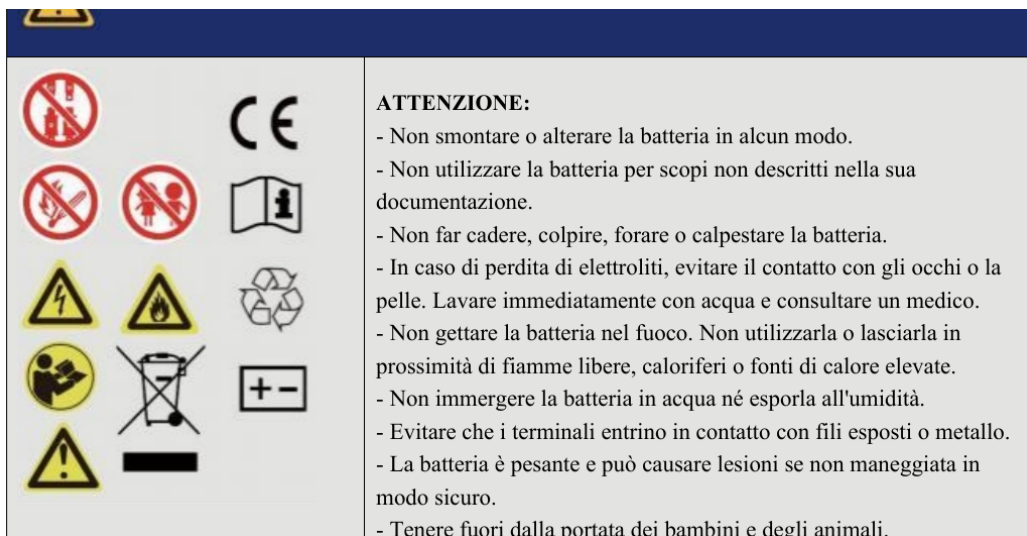 CE
ATTENZIONE:
- Non smontare o alterare la batteria in alcun modo.
- Non utilizzare la batteria per scopi non descritti nella sua
documentazione.
- Non far cadere, colpire, forare o calpestare la batteria.
- In caso di perdita di elettroliti, evitare il contatto con gli occhi o la
pelle. Lavare immediatamente con acqua e consultare un medico.
- Non gettare la batteria nel fuoco. Non utilizzarla o lasciarla in
prossimità di fiamme libere, caloriferi o fonti di calore elevate.
- Non immergere la batteria in acqua né esporla all'umidità.
- Evitare che i terminali entrino in contatto con fili esposti o metallo.
- La batteria è pesante e può causare lesioni se non maneggiata in
modo sicuro.
- Tenere fuori dalla portata dei bambini e degli animali.